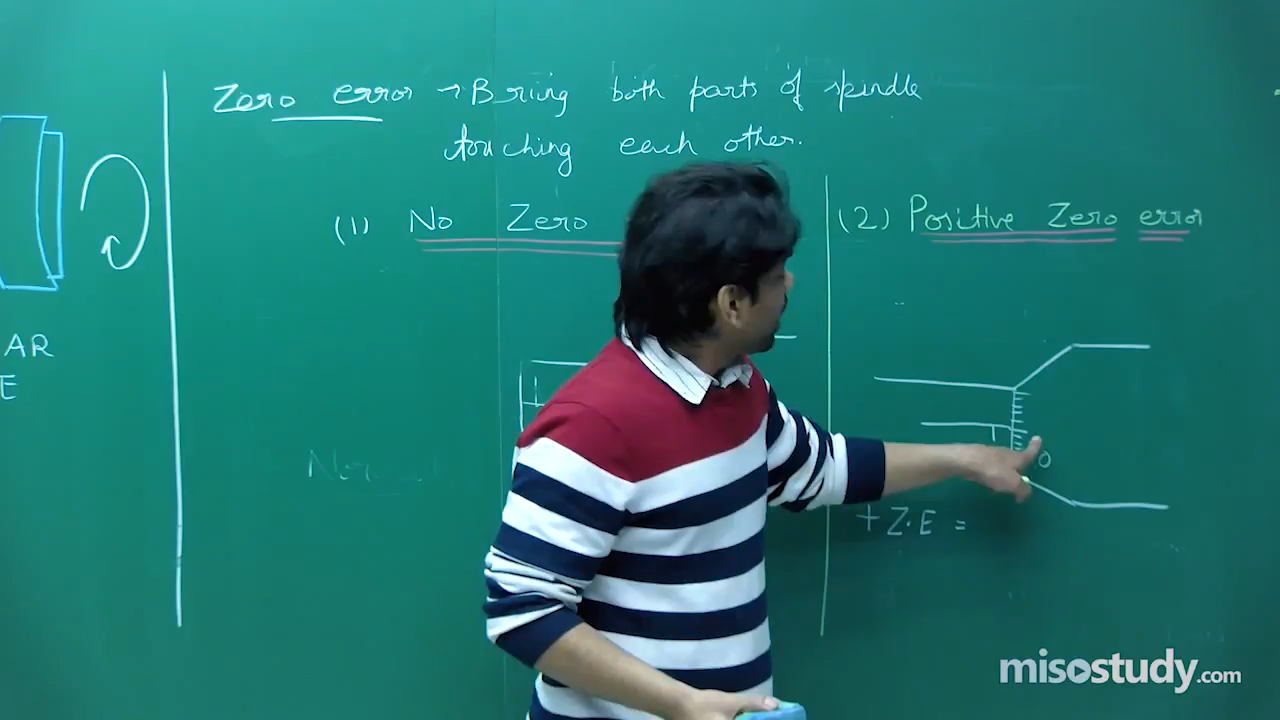 Zero error → Bring both parts of spindle
touching each other.
(1) No Zero
(2) Positive Zero error
AR
E
0
+ Z.E =
misostudy.com